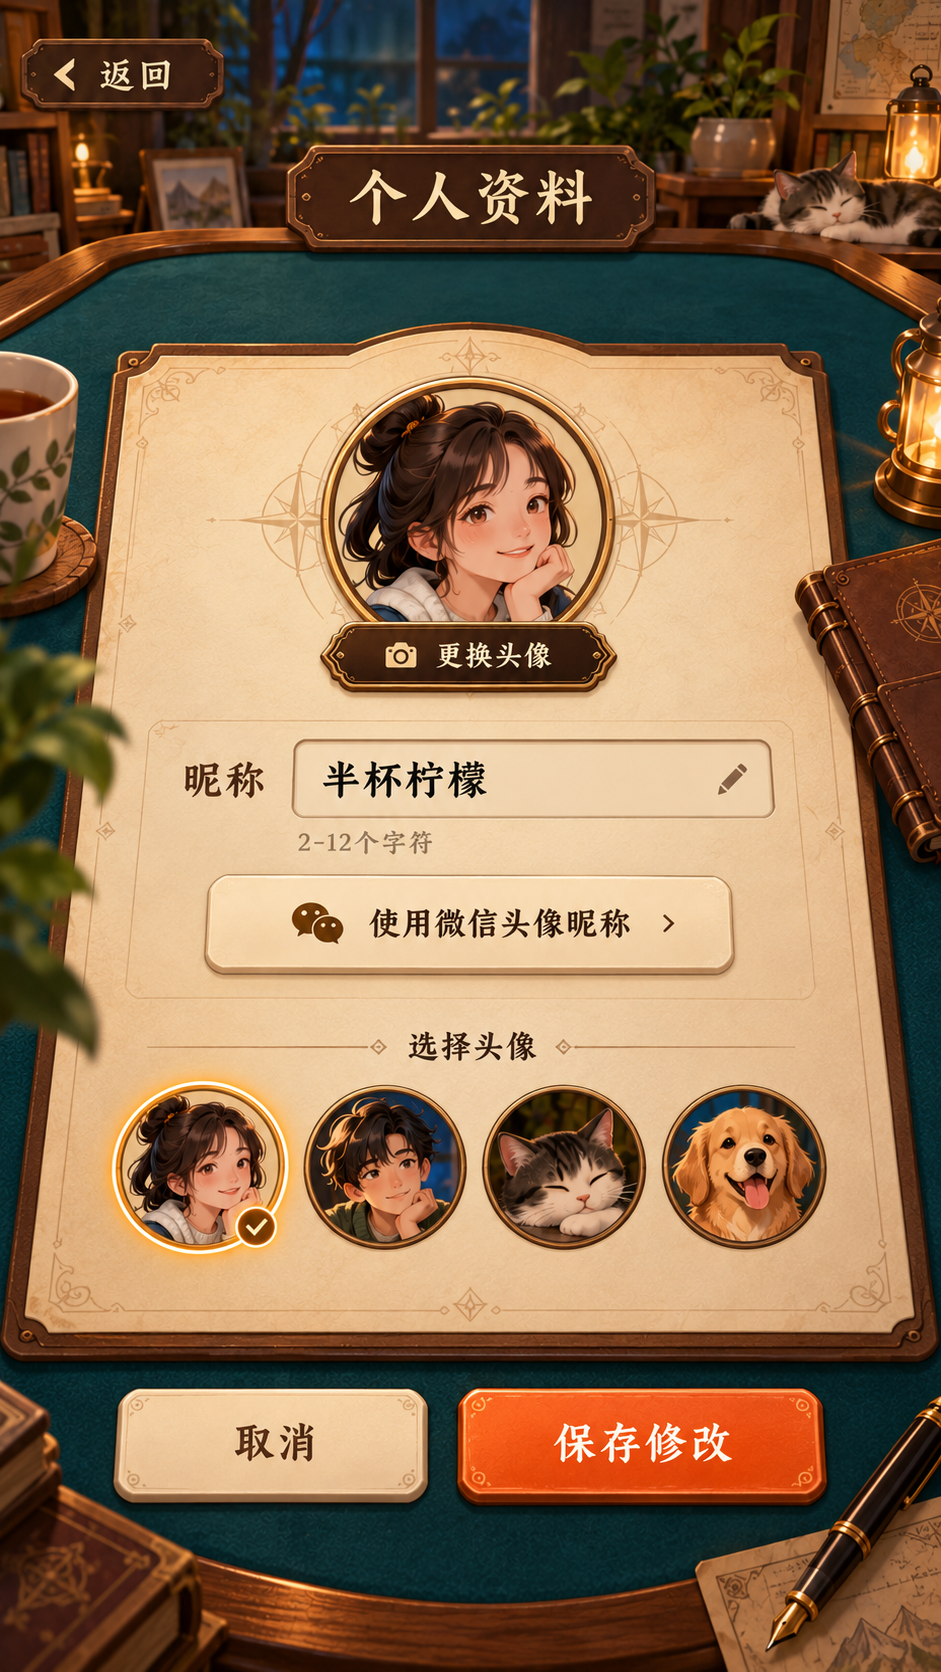 返回
个人资料
更换头像
昵称
半杯柠檬
2-12个字符
使用微信头像昵称
选择头像
取消
保存修改